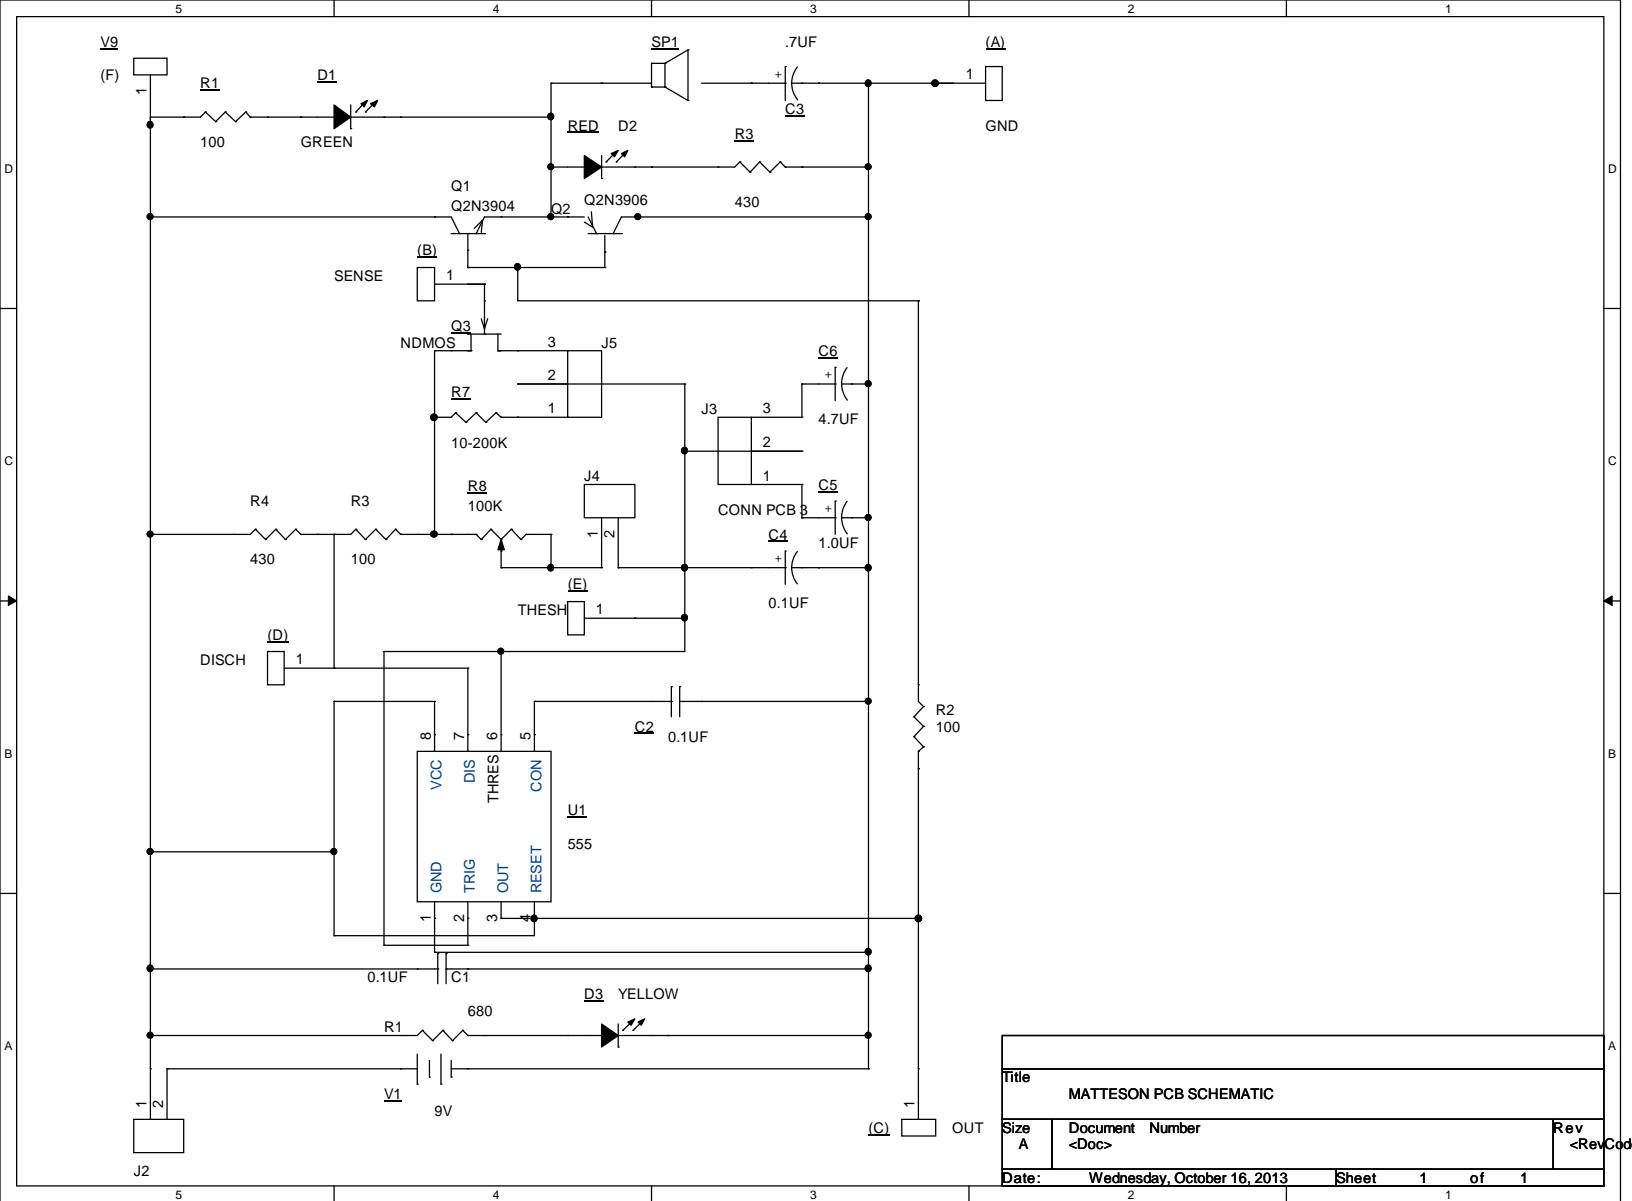 5 4 3 2 1
V9
(F)
1
R1
100
D1
GREEN
SP1
.7UF
+
C3
(A)
1
GND
RED D2
R3
430
D D
Q1
Q2N3904
Q2
Q2N3906
(B)
SENSE
1
Q3
NDMOS
3
2
1
J5
R7
10-200K
C6
+
4.7UF
J3
3
2
1
CONN PCB 3
C5
+
1.0UF
C C
R4
430
R3
100
R8
100K
J4
1
2
C4
+
0.1UF
(E)
THESH
1
(D)
DISCH
1
C2
0.1UF
R2
100
B B
8 7 6 5
VCC DIS THRES CON
U1
555
GND TRIG OUT RESET
1 2 3 4
0.1UF
C1
D3 YELLOW
680
R1
A A
V1
9V
1
2
J2
1
(C)
OUT
Title
MATTESON PCB SCHEMATIC
Size
A
Document Number
<Doc>
Rev
<RevCod
Date: Wednesday, October 16, 2013 Sheet 1 of 1
5 4 3 2 1